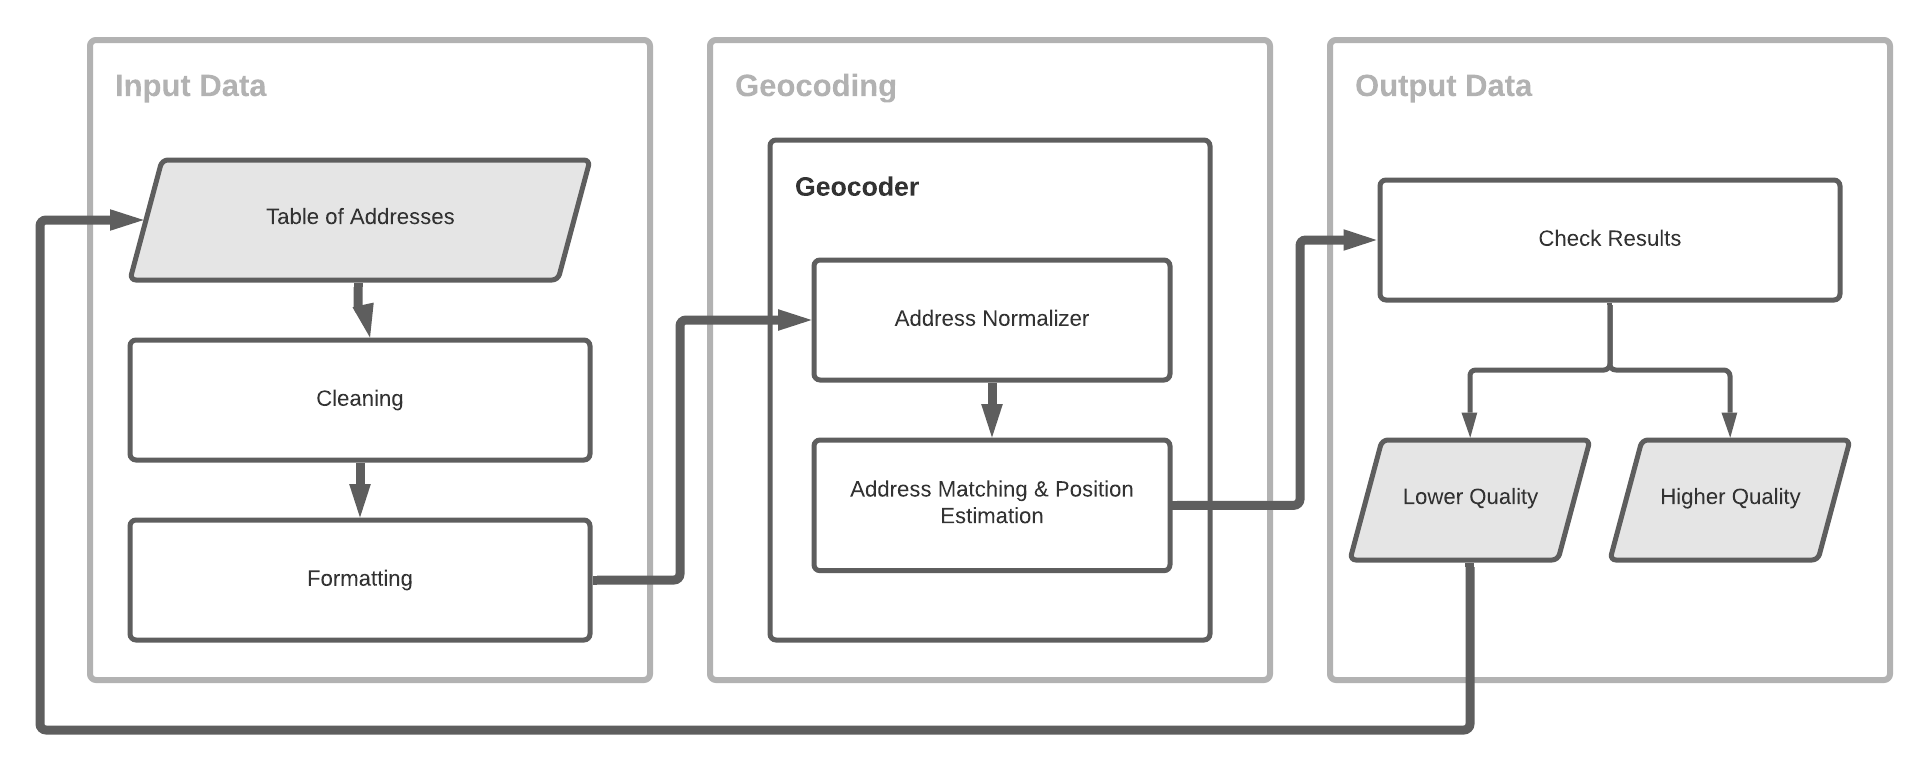 Input Data
Table of Addresses
Cleaning
Formatting
Geocoding
Geocoder
Address Normalizer
Address Matching & Position
Estimation
Output Data
Check Results
Lower Quality
Higher Quality